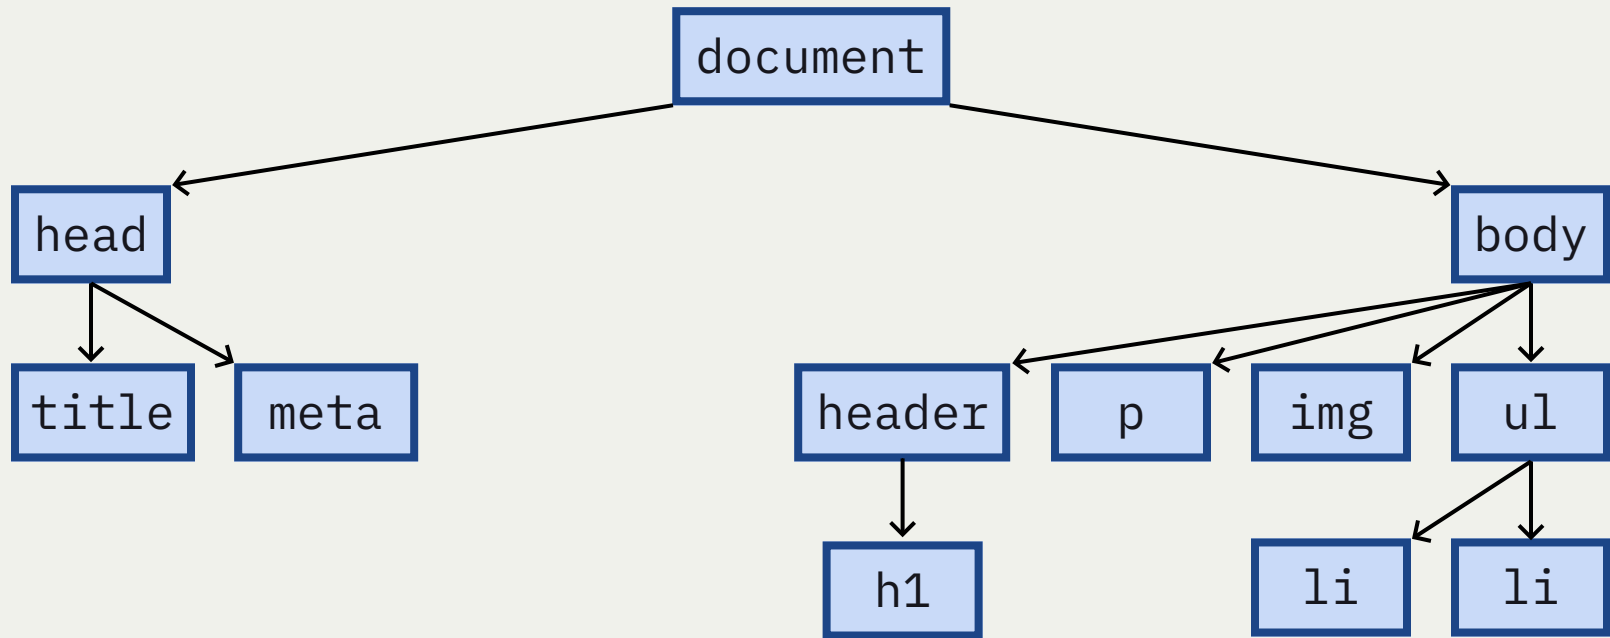 document
head
body
title
meta
header
p
img
ul
h1
li
li